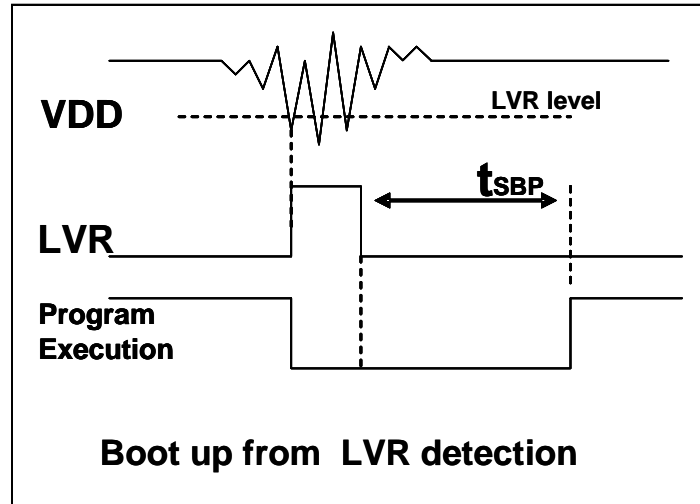 LVR level
VDD
tSBP
LVR
Program
Execution
Boot up from LVR detection